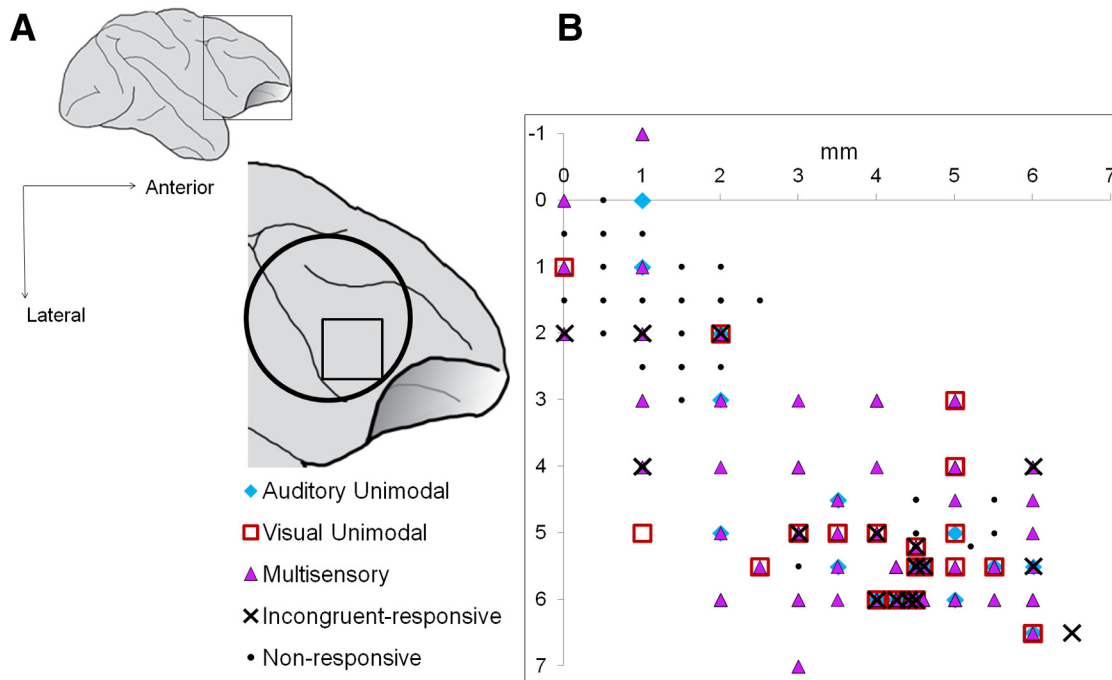 A
B
Anterior
Lateral
Auditory Unimodal
Visual Unimodal
Multisensory
Incongruent-responsive
Non-responsive
mm
0 1 2 3 4 5 6 7
-1
0
1
2
3
4
5
6
7